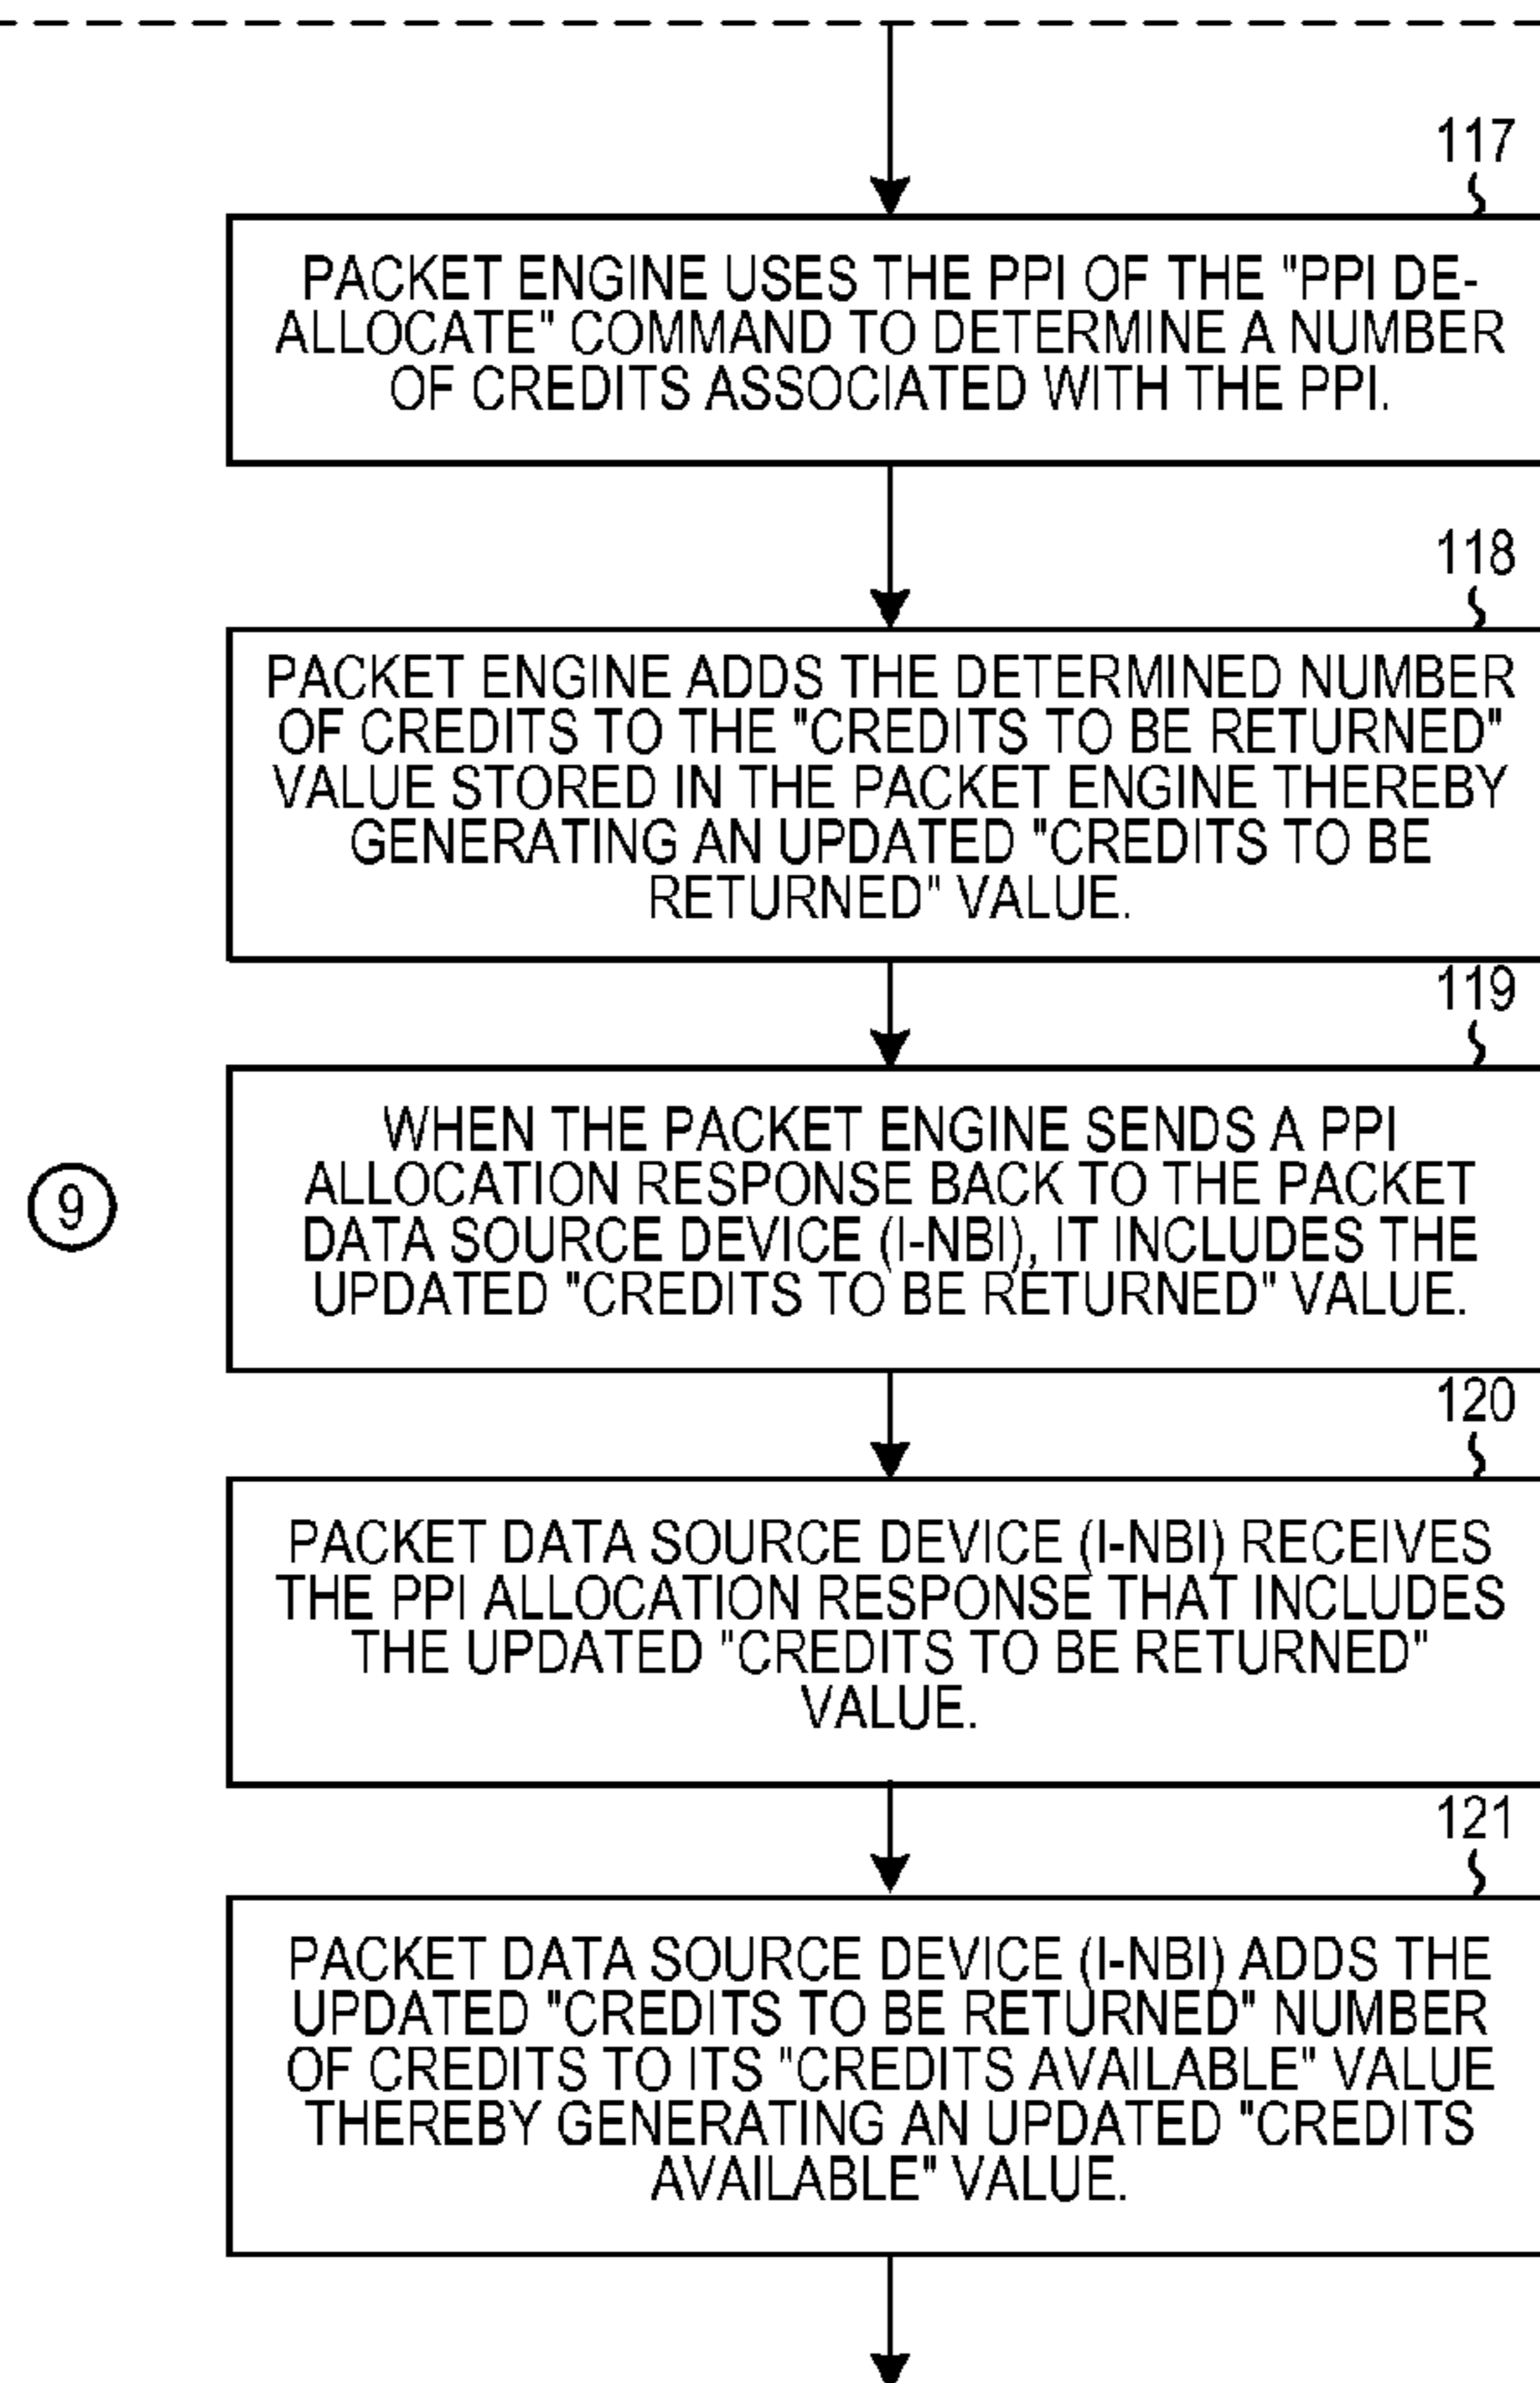 117
PACKET ENGINE USES THE PPI OF THE "PPI DE-
ALLOCATE" COMMAND TO DETERMINE A NUMBER
OF CREDITS ASSOCIATED WITH THE PPI.
118
PACKET ENGINE ADDS THE DETERMINED NUMBER
OF CREDITS TO THE "CREDITS TO BE RETURNED"
VALUE STORED IN THE PACKET ENGINE THEREBY
GENERATING AN UPDATED "CREDITS TO BE
RETURNED" VALUE.
119
9
WHEN THE PACKET ENGINE SENDS A PPI
ALLOCATION RESPONSE BACK TO THE PACKET
DATA SOURCE DEVICE (I-NBI), IT INCLUDES THE
UPDATED "CREDITS TO BE RETURNED" VALUE.
120
PACKET DATA SOURCE DEVICE (I-NBI) RECEIVES
THE PPI ALLOCATION RESPONSE THAT INCLUDES
THE UPDATED "CREDITS TO BE RETURNED"
VALUE.
121
PACKET DATA SOURCE DEVICE (I-NBI) ADDS THE
UPDATED "CREDITS TO BE RETURNED" NUMBER
OF CREDITS TO ITS "CREDITS AVAILABLE" VALUE
THEREBY GENERATING AN UPDATED "CREDITS
AVAILABLE" VALUE.